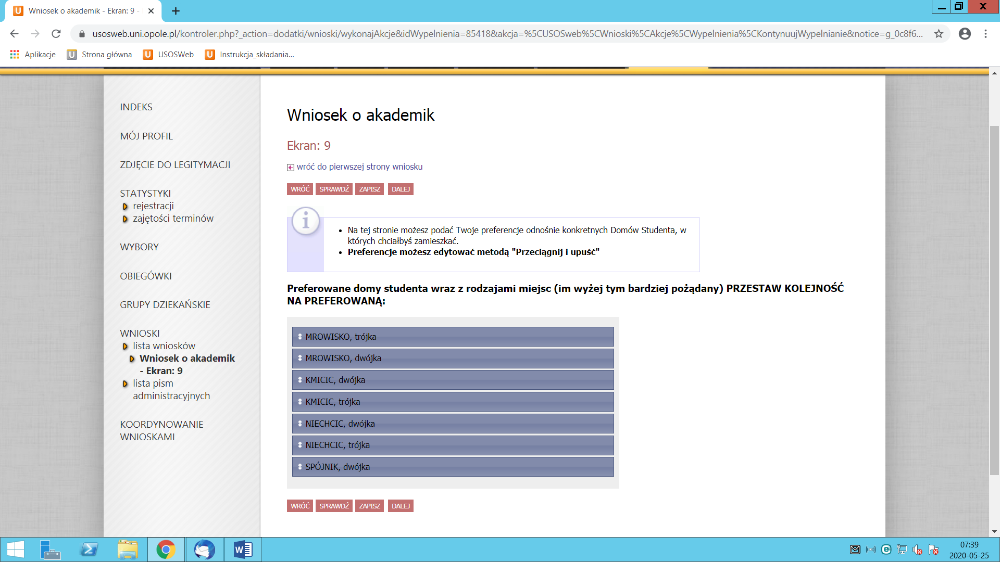 Wniosek o akademik - Ekran: 9 -
usosweb.uni.opole.pl/kontroler.php?_action=dodatki/wnioski/wykonajAkcje&idWypelnienia=85418&akcja=%5CUSOSweb%5CWnioski%5CAkcje%5CWypelnienia%5CKontynuujWypelnianie&notice=g_0c8f6...
Aplikacje
Strona główna
USOSWeb
Instrukcja_składania...
INDEKS
MÓJ PROFIL
ZDJĘCIE DO LEGITYMACJI
STATYSTYKI
rejestracji
zajętości terminów
WYBORY
OBIEGÓWKI
GRUPY DZIEKAŃSKIE
WNIOSKI
lista wniosków
Wniosek o akademik
- Ekran: 9
lista pism
administracyjnych
KOORDYNOWANIE
WNIOSKAMI
Wniosek o akademik
Ekran: 9
wróć do pierwszej strony wniosku
WRÓĆ SPRAWDŹ ZAPISZ DALEJ
• Na tej stronie możesz podać Twoje preferencje odnośnie konkretnych Domów Studenta, w
których chciałbyś zamieszkać.
• Preferencje możesz edytować metodą "Przeciągnij i upuść"
Preferowane domy studenta wraz z rodzajami miejsc (im wyżej tym bardziej pożądany) PRZESTAW KOLEJNOŚĆ
NA PREFEROWANĄ:
MROWISKO, trójka
MROWISKO, dwójka
KMICIC, dwójka
KMICIC, trójka
NIECHCIC, dwójka
NIECHCIC, trójka
SPÓJNIK, dwójka
WRÓĆ SPRAWDŹ ZAPISZ DALEJ
07:39
2020-05-25